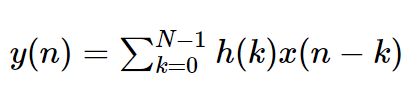 y(n) = ∑_{k=0}^{N−1} h(k)x(n − k)